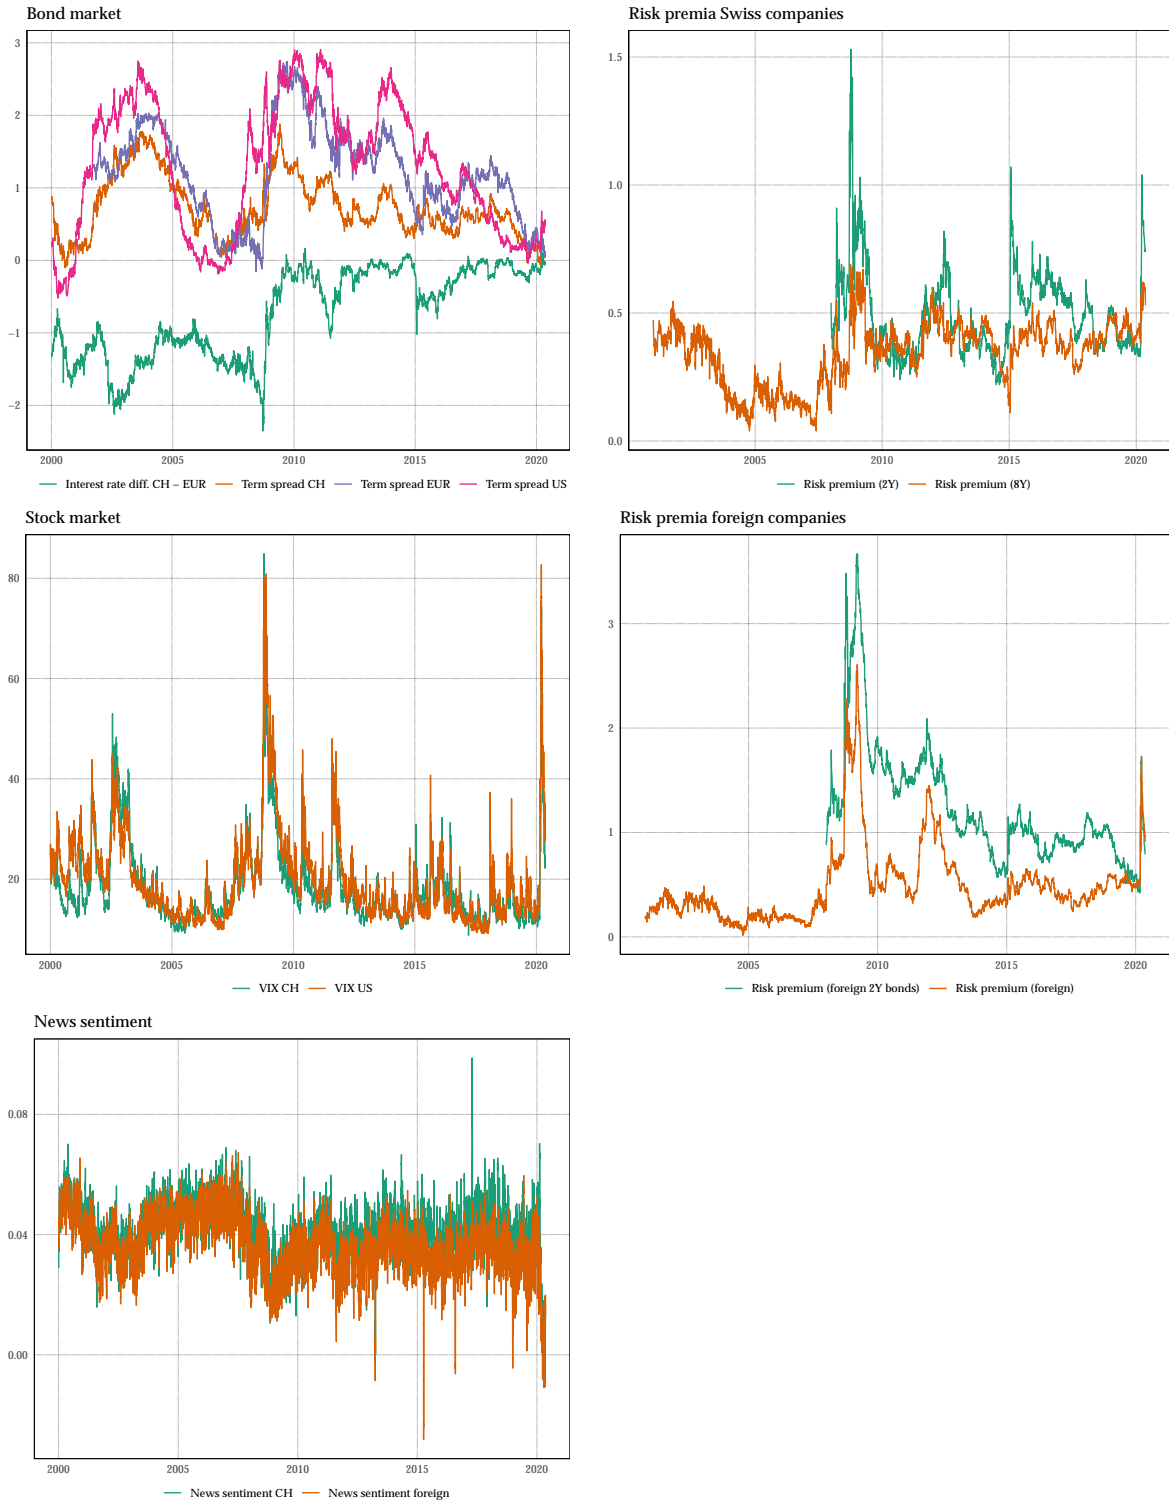 Bond market
3
2
1
0
−1
−2
2000 2005 2010 2015 2020
Interest rate diff. CH − EUR Term spread CH Term spread EUR Term spread US
Risk premia Swiss companies
1.5
1.0
0.5
0.0
2005 2010 2015 2020
Risk premium (2Y) Risk premium (8Y)
Stock market
80
60
40
20
2000 2005 2010 2015 2020
VIX CH VIX US
Risk premia foreign companies
3
2
1
0
2005 2010 2015 2020
Risk premium (foreign 2Y bonds) Risk premium (foreign)
News sentiment
0.08
0.04
0.00
2000 2005 2010 2015 2020
News sentiment CH News sentiment foreign